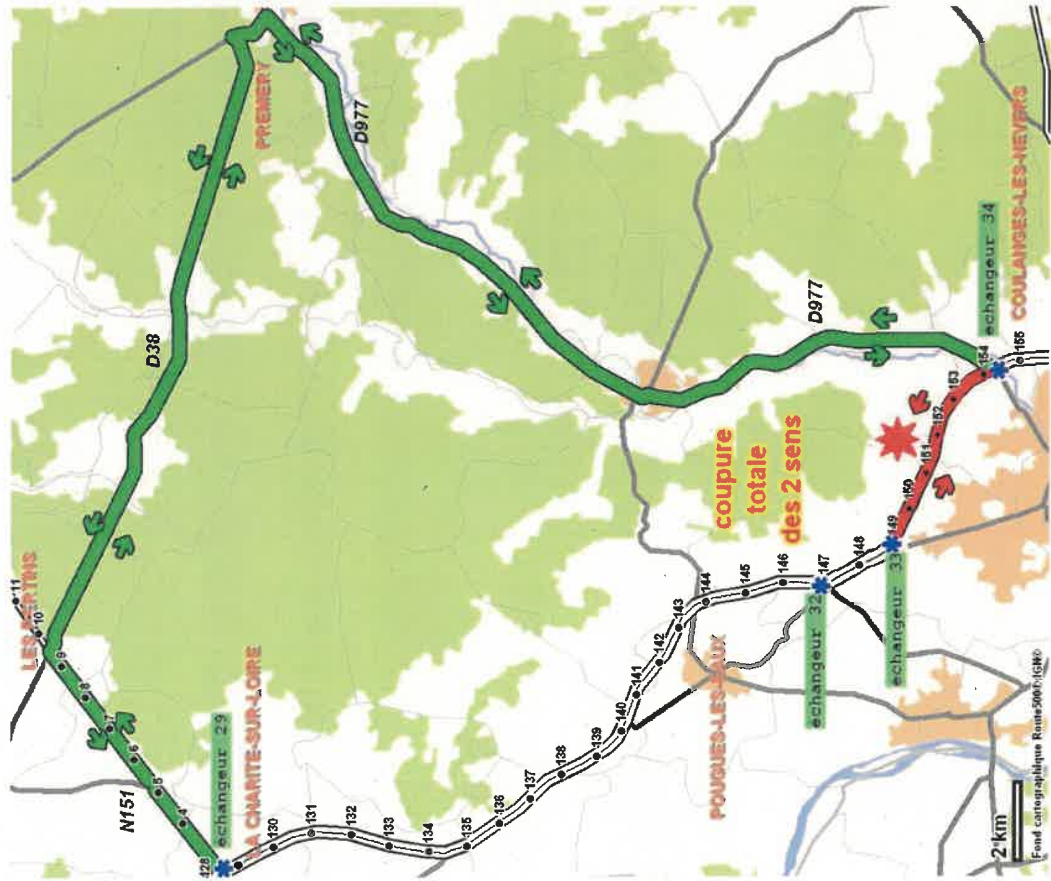 11
10
LES BERTINS
9
8
7
6
5
4
N151
428
echangeur 29
LA CHARITE-SUR-LOIRE
130
131
132
133
134
135
136
137
138
139
140
141
142
143
144
145
146
147
148
149
150
151
152
153
154
155
D38
PREMERY
D977
D977
coupure
totale
des 2 sens
POUGUES-LES-EAUX
echangeur 32
echangeur 33
echangeur 34
COULANGES-LES-NEVERS
2 km
Fond cartographique Route500®IGN©